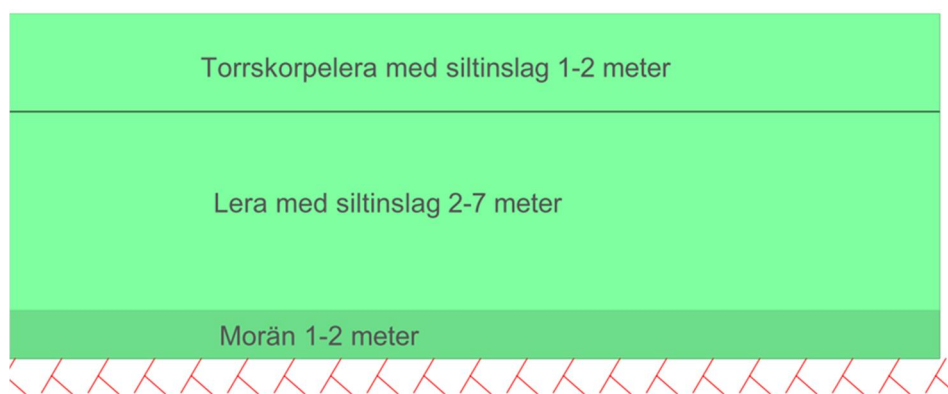 Torrskorpelera med siltinslag 1-2 meter
Lera med siltinslag 2-7 meter
Morän 1-2 meter